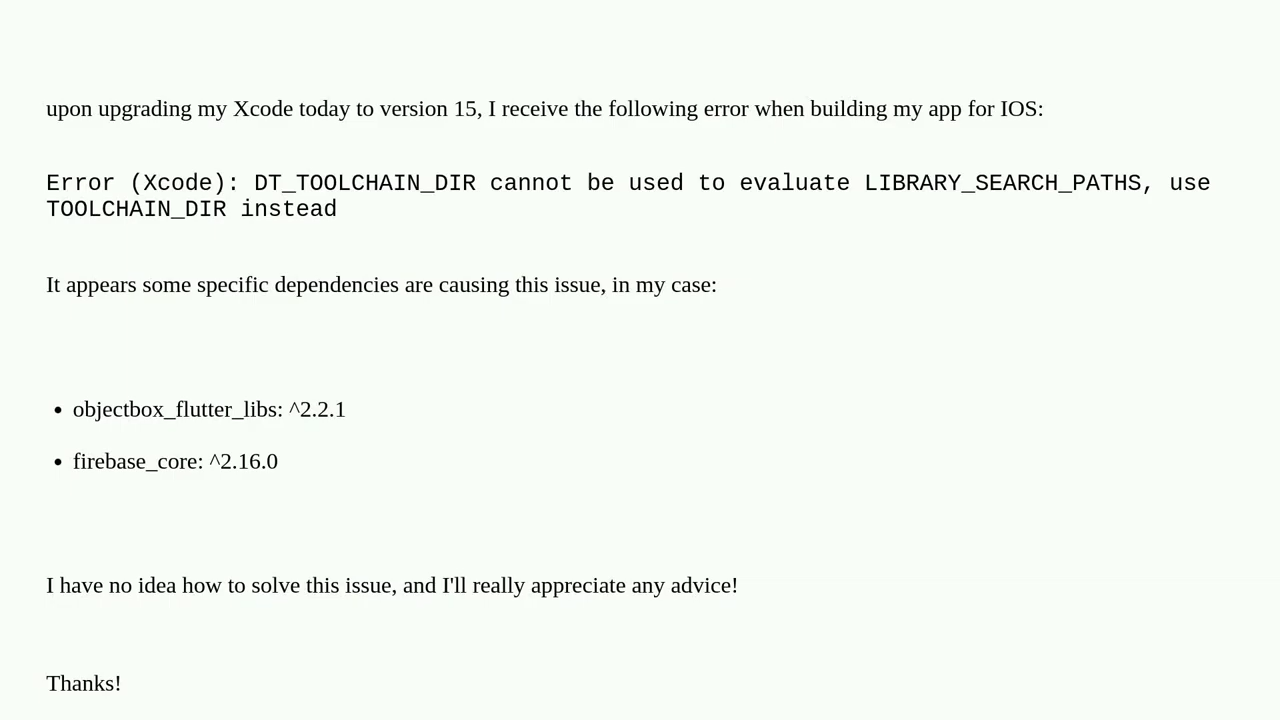 upon upgrading my Xcode today to version 15, I receive the following error when building my app for IOS:
Error (Xcode): DT_TOOLCHAIN_DIR cannot be used to evaluate LIBRARY_SEARCH_PATHS, use
TOOLCHAIN_DIR instead
It appears some specific dependencies are causing this issue, in my case:
• objectbox_flutter_libs: ^2.2.1
• firebase_core: ^2.16.0
I have no idea how to solve this issue, and I'll really appreciate any advice!
Thanks!